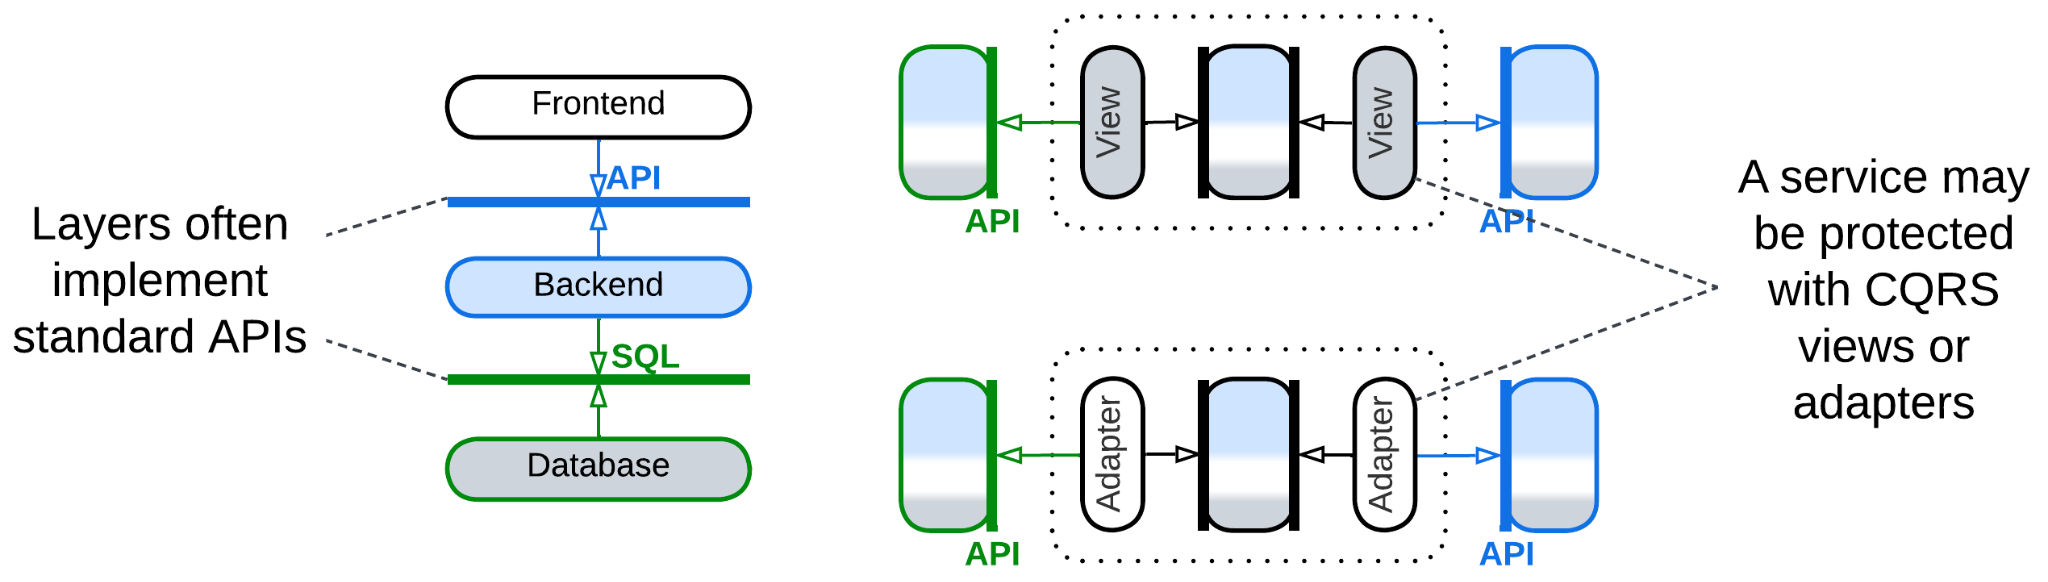 Layers often
implement
standard APIs
Frontend
API
Backend
SQL
Database
View
View
API
API
Adapter
Adapter
API
API
A service may
be protected
with CQRS
views or
adapters